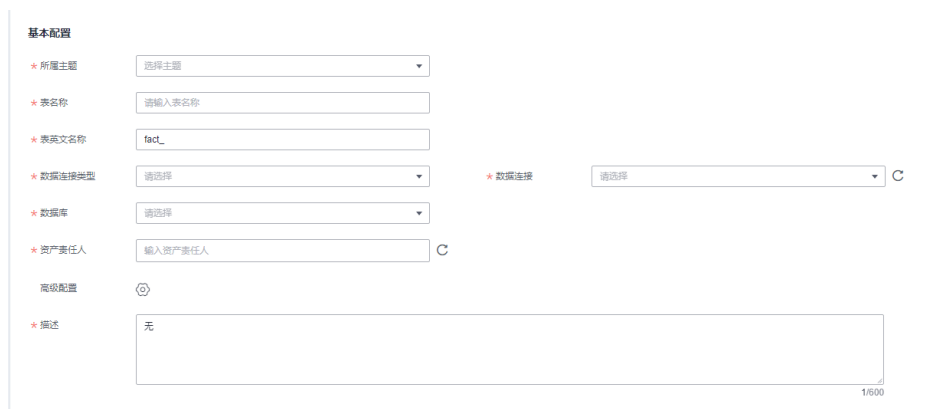 基本配置
* 所属主题 选择主题
* 表名称 请输入表名称
* 表英文名称 fact_
* 数据连接类型 请选择 * 数据连接 请选择
* 数据库 请选择
* 资产责任人 输入资产责任人
高级配置
* 描述 无
1/600